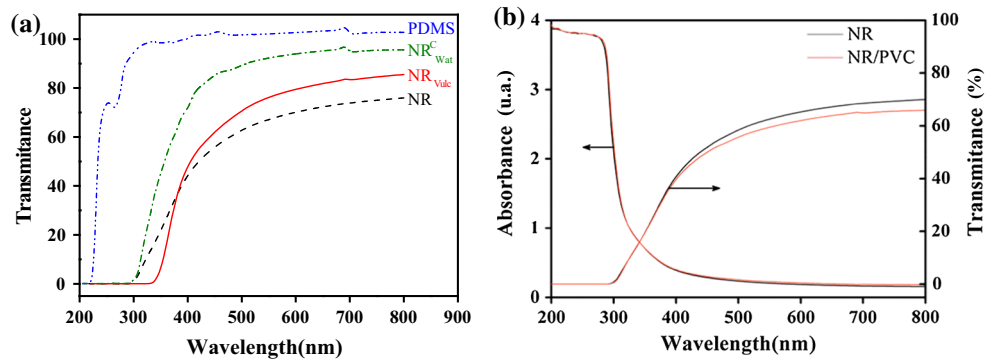 (a)
PDMS
NR^C_Wat
NR_Vulc
NR
Transmitance
100
80
60
40
20
0
200 300 400 500 600 700 800 900
Wavelength(nm)
(b)
NR
NR/PVC
Absorbance (u.a.)
4
3
2
1
0
Transmitance (%)
100
80
60
40
20
0
200 300 400 500 600 700 800
Wavelength(nm)